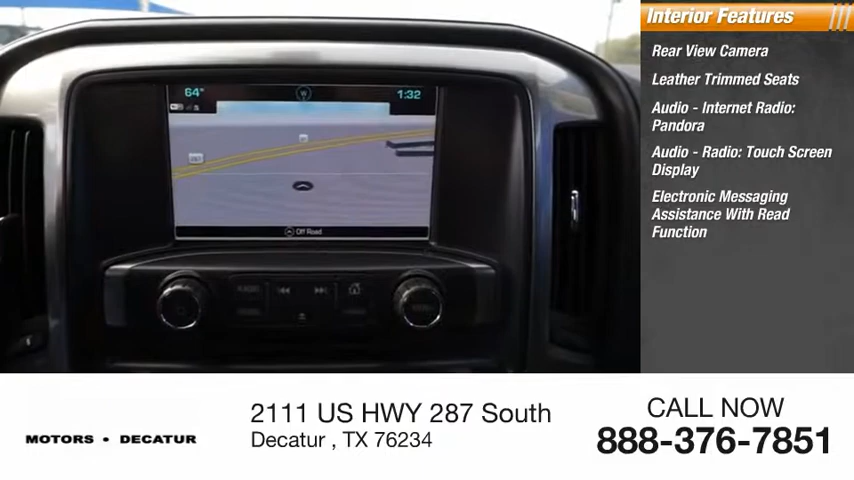 Interior Features
Rear View Camera
Leather Trimmed Seats
Audio - Internet Radio:
Pandora
Audio - Radio: Touch Screen
Display
Electronic Messaging
Assistance With Read
Function
64°
W
1:32
Off Road
MOTORS • DECATUR
2111 US HWY 287 South
Decatur , TX 76234
CALL NOW
888-376-7851